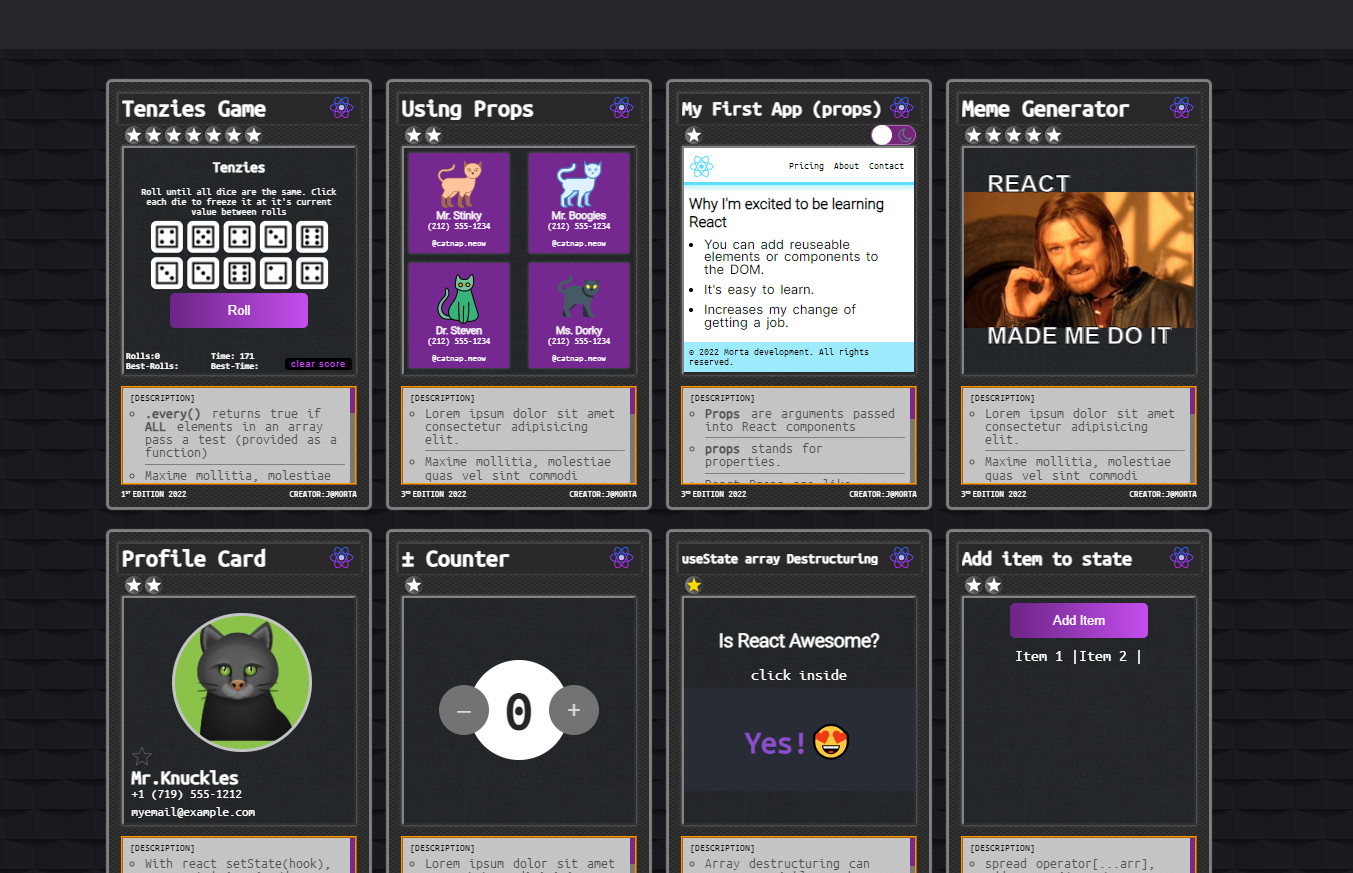 Tenzies Game
Tenzies
Roll until all dice are the same. Click
each die to freeze it at it's current
value between rolls
Roll
Rolls:0
Time: 171
Best-Rolls:
Best-Time:
clear score
[DESCRIPTION]
.every() returns true if
ALL elements in an array
pass a test (provided as a
function)
Maxime mollitia, molestiae
1st EDITION 2022
CREATOR:J@MORTA
Using Props
Mr. Stinky
(212) 555-1234
@catnap.meow
Mr. Boogies
(212) 555-1234
@catnap.meow
Dr. Steven
(212) 555-1234
@catnap.meow
Ms. Dorky
(212) 555-1234
@catnap.meow
[DESCRIPTION]
Lorem ipsum dolor sit amet
consectetur adipisicing
elit.
Maxime mollitia, molestiae
quas vel sint commodi
3rd EDITION 2022
CREATOR:J@MORTA
My First App (props)
Pricing About Contact
Why I'm excited to be learning
React
You can add reuseable
elements or components to
the DOM.
It's easy to learn.
Increases my change of
getting a job.
© 2022 Morta development. All rights
reserved.
[DESCRIPTION]
Props are arguments passed
into React components
props stands for
properties.
React Props are like
3rd EDITION 2022
CREATOR:J@MORTA
Meme Generator
REACT
MADE ME DO IT
[DESCRIPTION]
Lorem ipsum dolor sit amet
consectetur adipisicing
elit.
Maxime mollitia, molestiae
quas vel sint commodi
3rd EDITION 2022
CREATOR:J@MORTA
Profile Card
Mr.Knuckles
+1 (719) 555-1212
myemail@example.com
[DESCRIPTION]
With react setState(hook),
± Counter
–
0
+
[DESCRIPTION]
Lorem ipsum dolor sit amet
consectetur adipisicing
useState array Destructuring
Is React Awesome?
click inside
Yes!😍
[DESCRIPTION]
Array destructuring can
Add item to state
Add Item
Item 1 |Item 2 |
[DESCRIPTION]
spread operator[...arr],